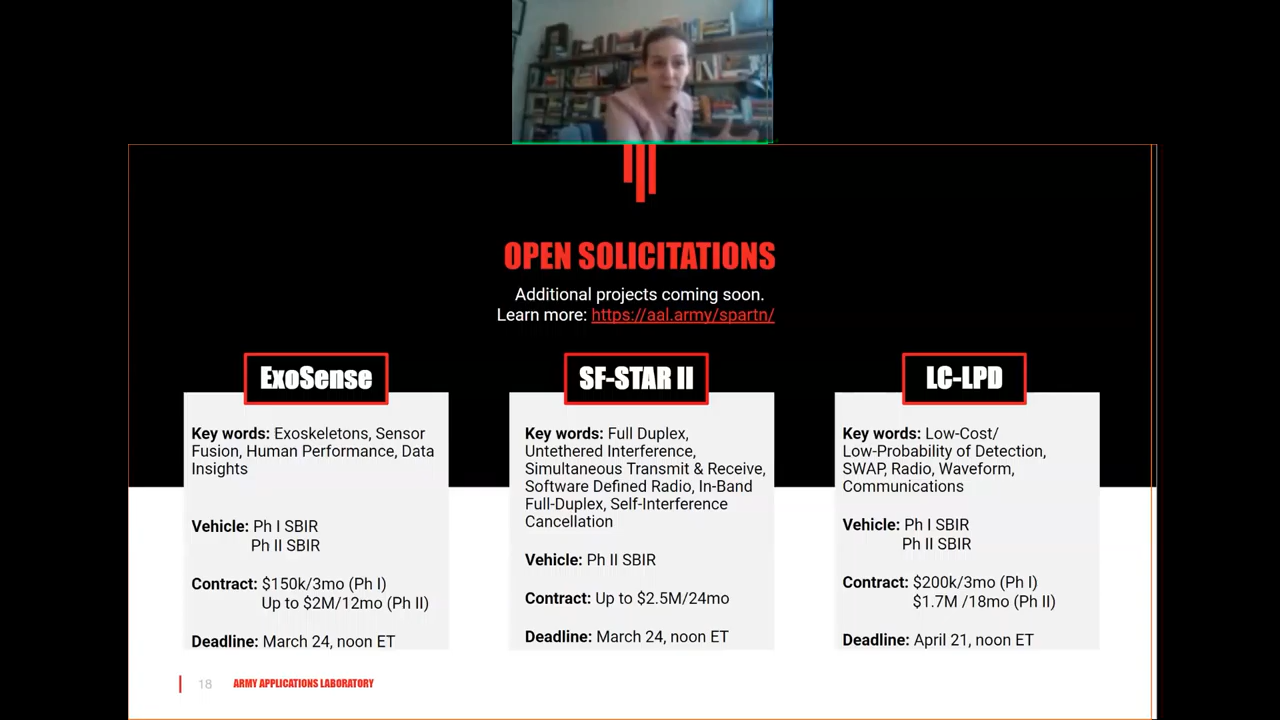 OPEN SOLICITATIONS
Additional projects coming soon.
Learn more: https://aal.army/spartn/
ExoSense
Key words: Exoskeletons, Sensor
Fusion, Human Performance, Data
Insights
Vehicle: Ph I SBIR
Ph II SBIR
Contract: $150k/3mo (Ph I)
Up to $2M/12mo (Ph II)
Deadline: March 24, noon ET
SF-STAR II
Key words: Full Duplex,
Untethered Interference,
Simultaneous Transmit & Receive,
Software Defined Radio, In-Band
Full-Duplex, Self-Interference
Cancellation
Vehicle: Ph II SBIR
Contract: Up to $2.5M/24mo
Deadline: March 24, noon ET
LC-LPD
Key words: Low-Cost/
Low-Probability of Detection,
SWAP, Radio, Waveform,
Communications
Vehicle: Ph I SBIR
Ph II SBIR
Contract: $200k/3mo (Ph I)
$1.7M /18mo (Ph II)
Deadline: April 21, noon ET
18 ARMY APPLICATIONS LABORATORY